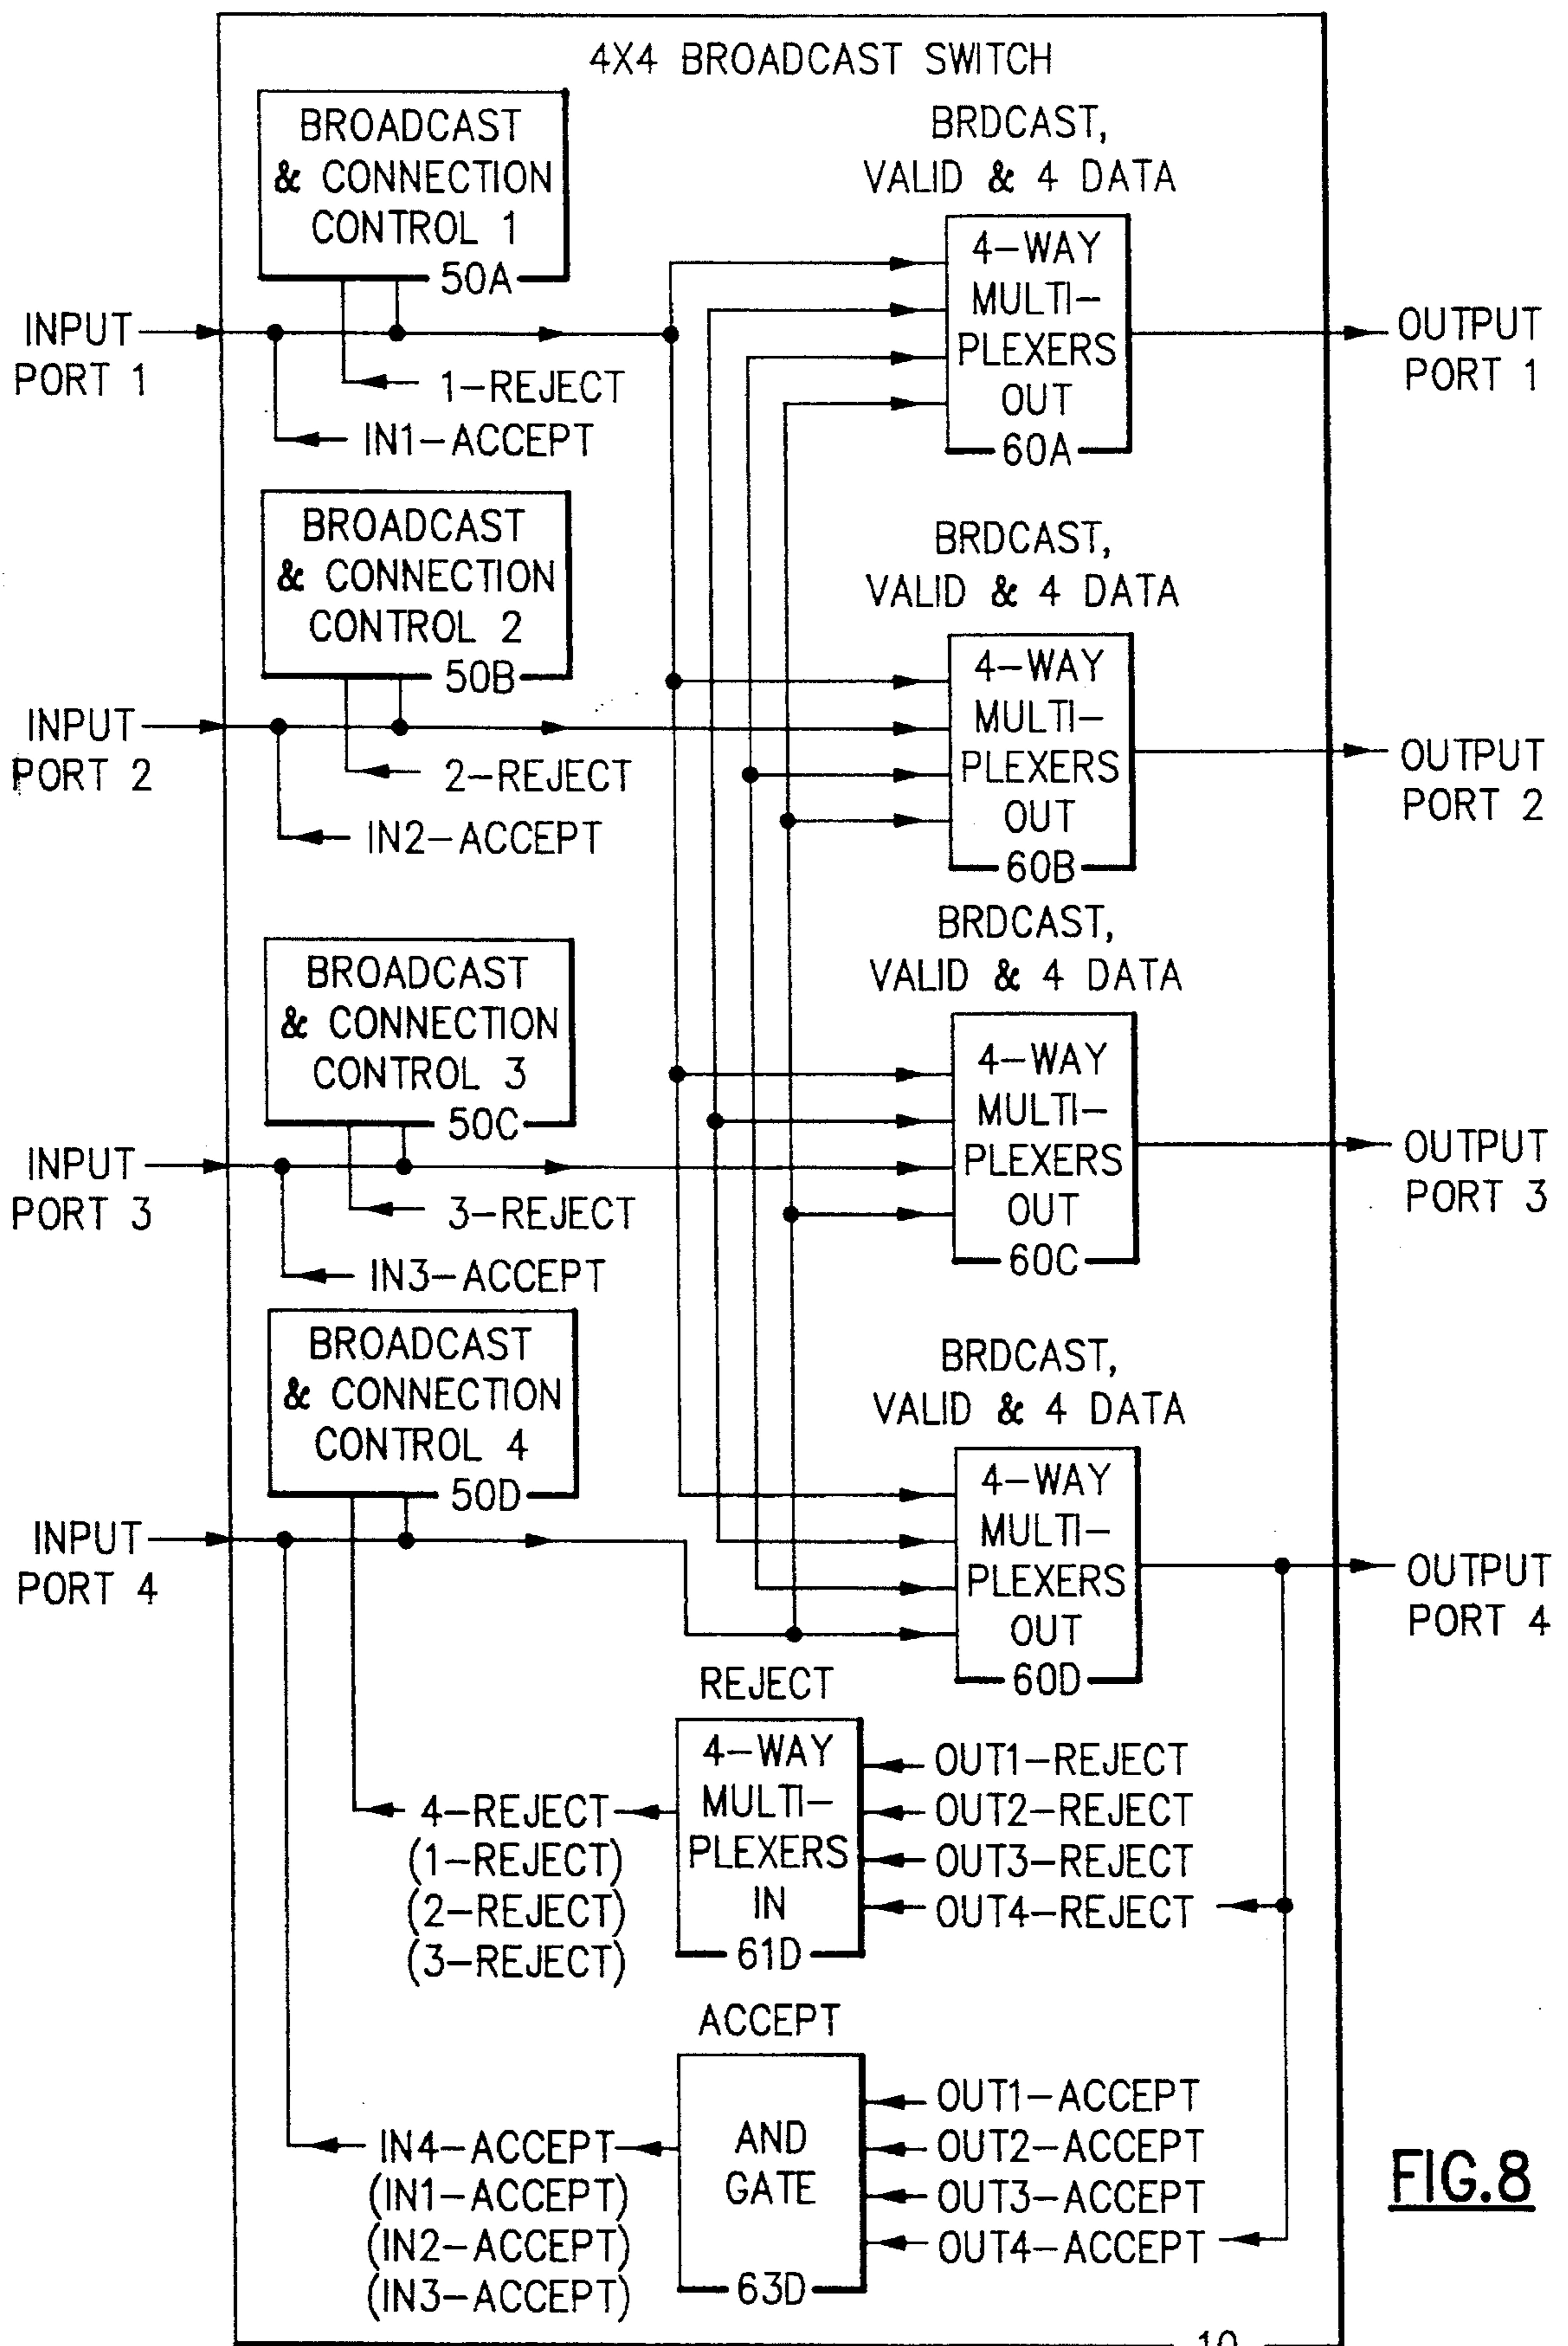 4X4 BROADCAST SWITCH
BROADCAST
& CONNECTION
CONTROL 1
50A
BRDCAST,
VALID & 4 DATA
4-WAY
MULTI-
PLEXERS
OUT
60A
INPUT
PORT 1
1-REJECT
IN1-ACCEPT
OUTPUT
PORT 1
BROADCAST
& CONNECTION
CONTROL 2
50B
BRDCAST,
VALID & 4 DATA
4-WAY
MULTI-
PLEXERS
OUT
60B
INPUT
PORT 2
2-REJECT
IN2-ACCEPT
OUTPUT
PORT 2
BROADCAST
& CONNECTION
CONTROL 3
50C
BRDCAST,
VALID & 4 DATA
4-WAY
MULTI-
PLEXERS
OUT
60C
INPUT
PORT 3
3-REJECT
IN3-ACCEPT
OUTPUT
PORT 3
BROADCAST
& CONNECTION
CONTROL 4
50D
BRDCAST,
VALID & 4 DATA
4-WAY
MULTI-
PLEXERS
OUT
60D
INPUT
PORT 4
OUTPUT
PORT 4
REJECT
4-WAY
MULTI-
PLEXERS
IN
61D
4-REJECT
(1-REJECT)
(2-REJECT)
(3-REJECT)
OUT1-REJECT
OUT2-REJECT
OUT3-REJECT
OUT4-REJECT
ACCEPT
AND
GATE
63D
IN4-ACCEPT
(IN1-ACCEPT)
(IN2-ACCEPT)
(IN3-ACCEPT)
OUT1-ACCEPT
OUT2-ACCEPT
OUT3-ACCEPT
OUT4-ACCEPT
FIG.8